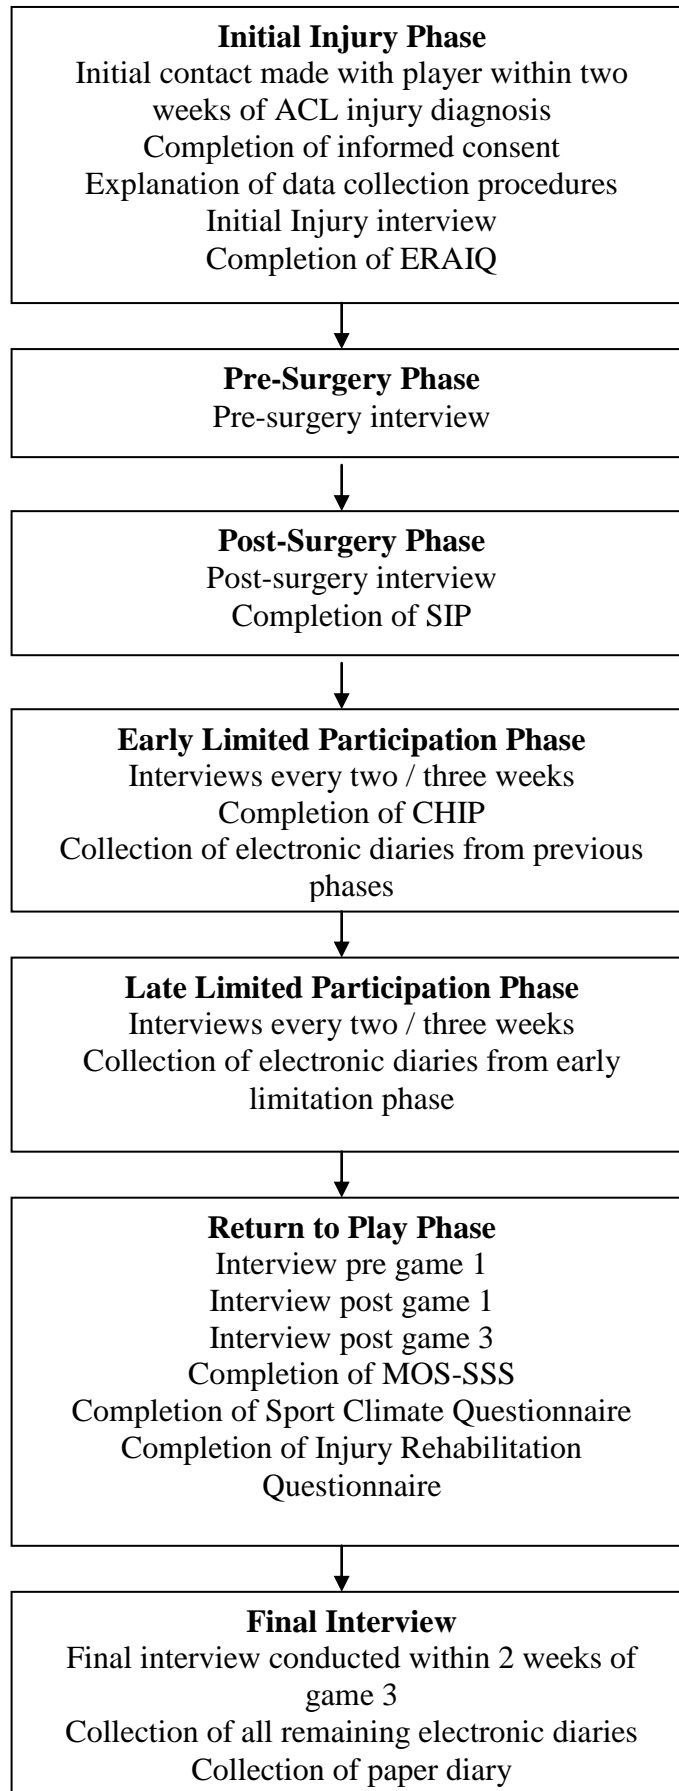 Initial Injury Phase
Initial contact made with player within two
weeks of ACL injury diagnosis
Completion of informed consent
Explanation of data collection procedures
Initial Injury interview
Completion of ERAIQ
Pre-Surgery Phase
Pre-surgery interview
Post-Surgery Phase
Post-surgery interview
Completion of SIP
Early Limited Participation Phase
Interviews every two / three weeks
Completion of CHIP
Collection of electronic diaries from previous
phases
Late Limited Participation Phase
Interviews every two / three weeks
Collection of electronic diaries from early
limitation phase
Return to Play Phase
Interview pre game 1
Interview post game 1
Interview post game 3
Completion of MOS-SSS
Completion of Sport Climate Questionnaire
Completion of Injury Rehabilitation
Questionnaire
Final Interview
Final interview conducted within 2 weeks of
game 3
Collection of all remaining electronic diaries
Collection of paper diary